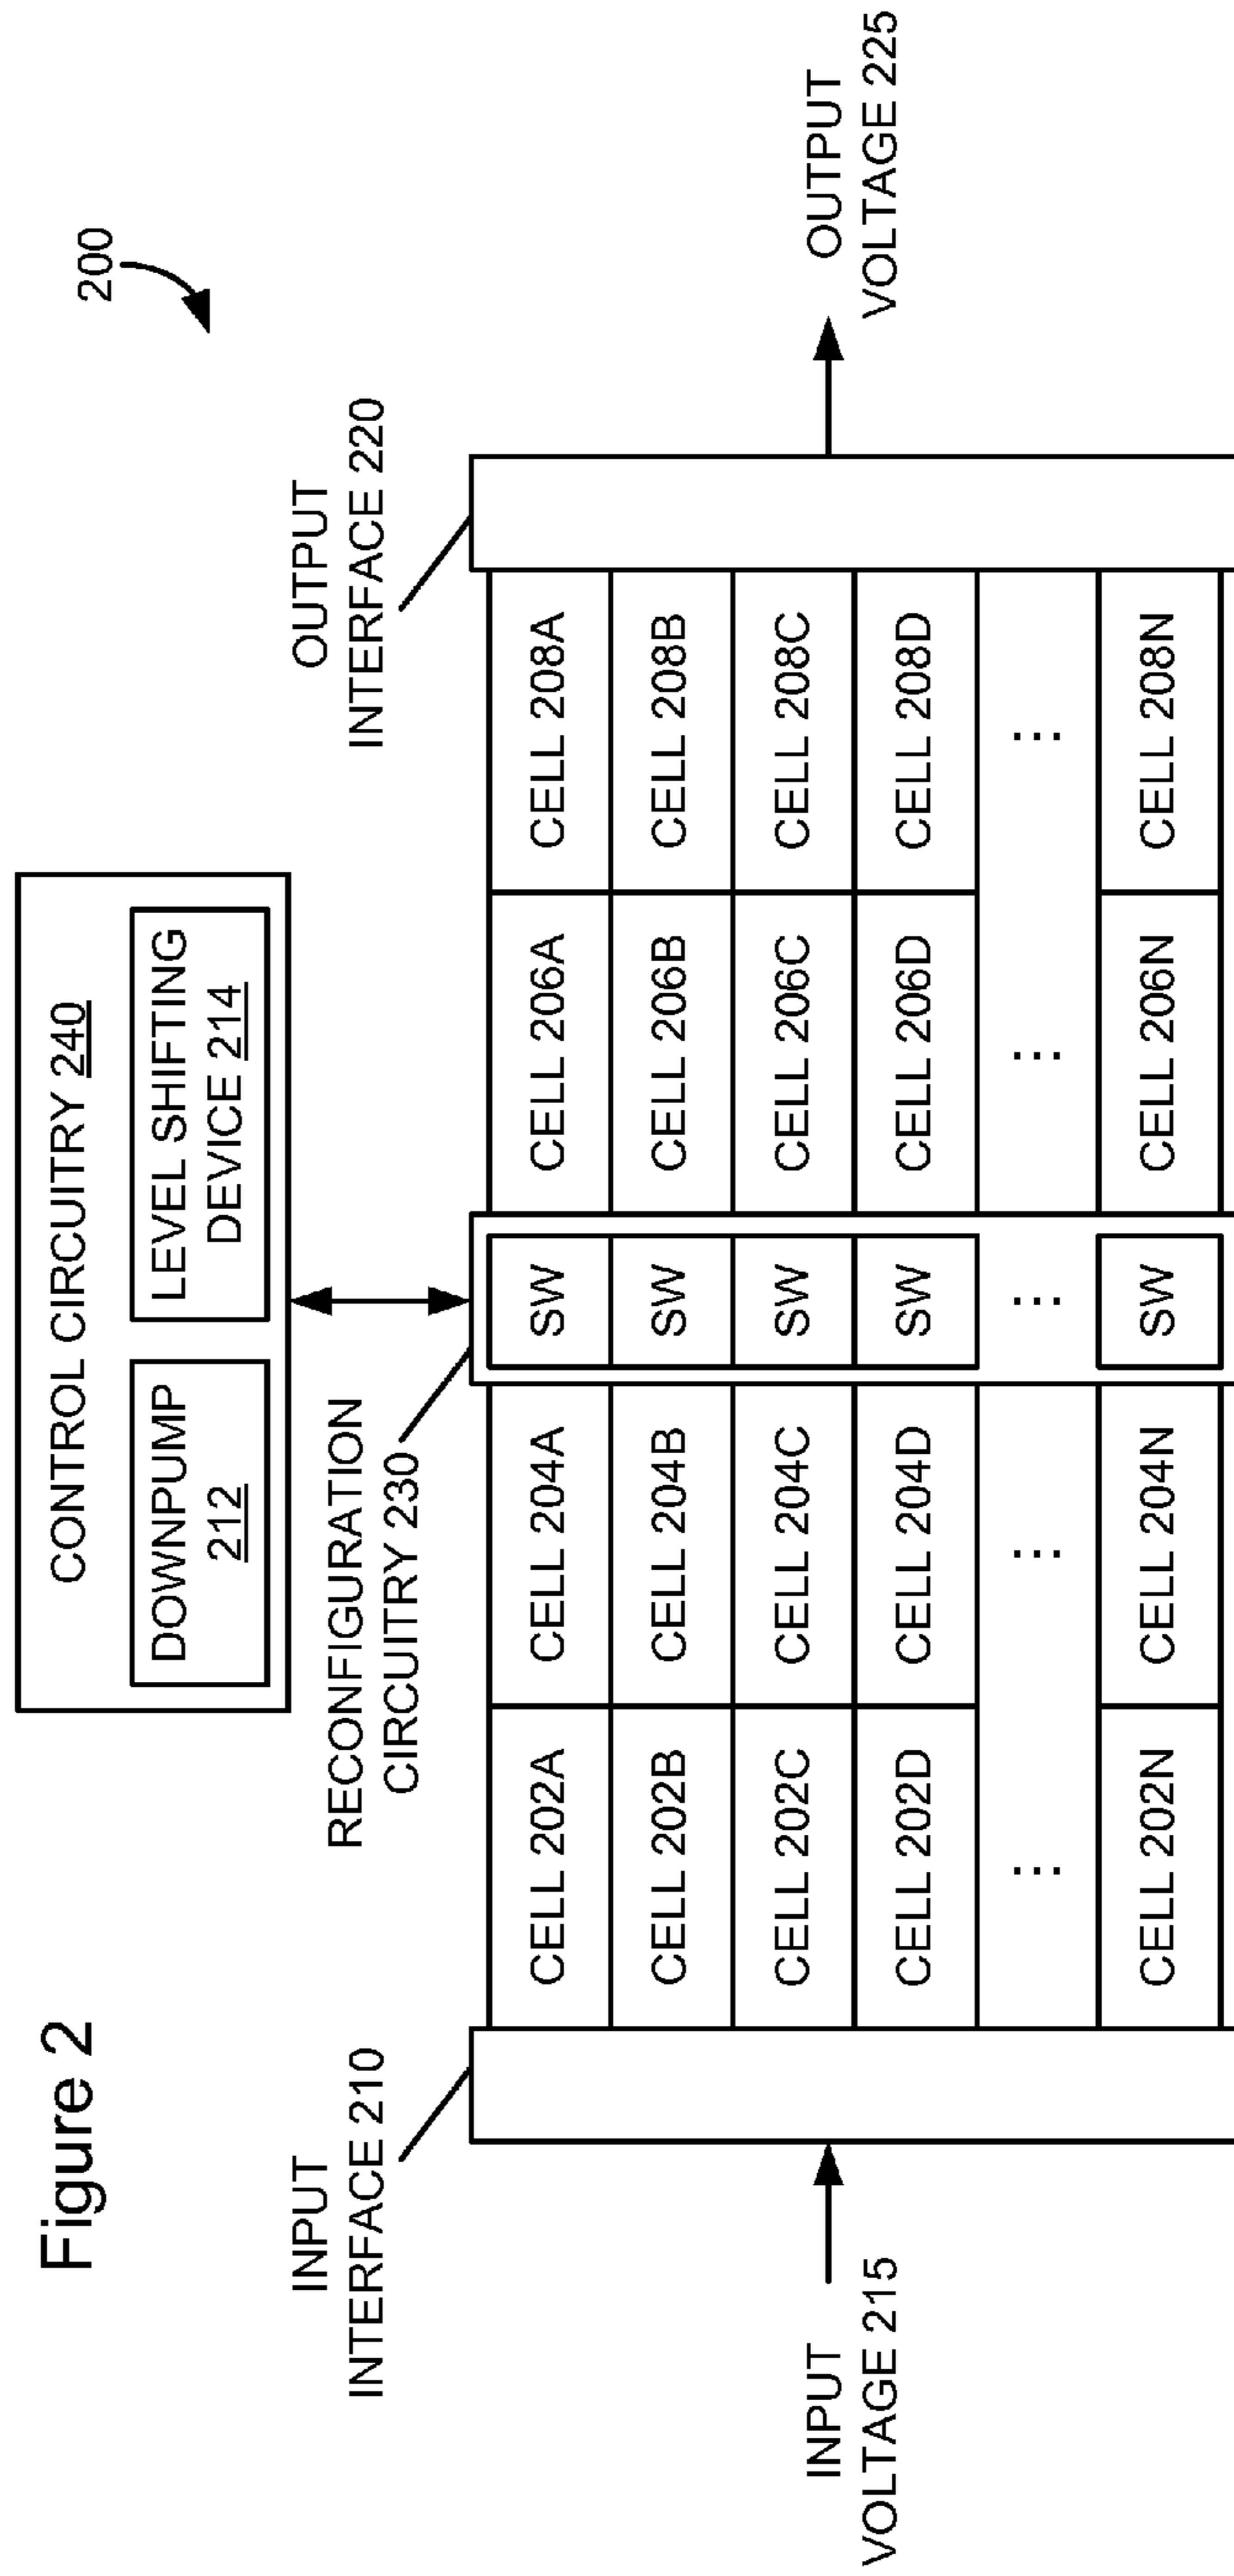 Figure 2
200
CONTROL CIRCUITRY 240
DOWNPUMP
212
LEVEL SHIFTING
DEVICE 214
INPUT
INTERFACE 210
RECONFIGURATION
CIRCUITRY 230
OUTPUT
INTERFACE 220
CELL 202A CELL 204A SW CELL 206A CELL 208A
CELL 202B CELL 204B SW CELL 206B CELL 208B
CELL 202C CELL 204C SW CELL 206C CELL 208C
CELL 202D CELL 204D SW CELL 206D CELL 208D
... ... ... ... ...
CELL 202N CELL 204N SW CELL 206N CELL 208N
INPUT
VOLTAGE 215
OUTPUT
VOLTAGE 225